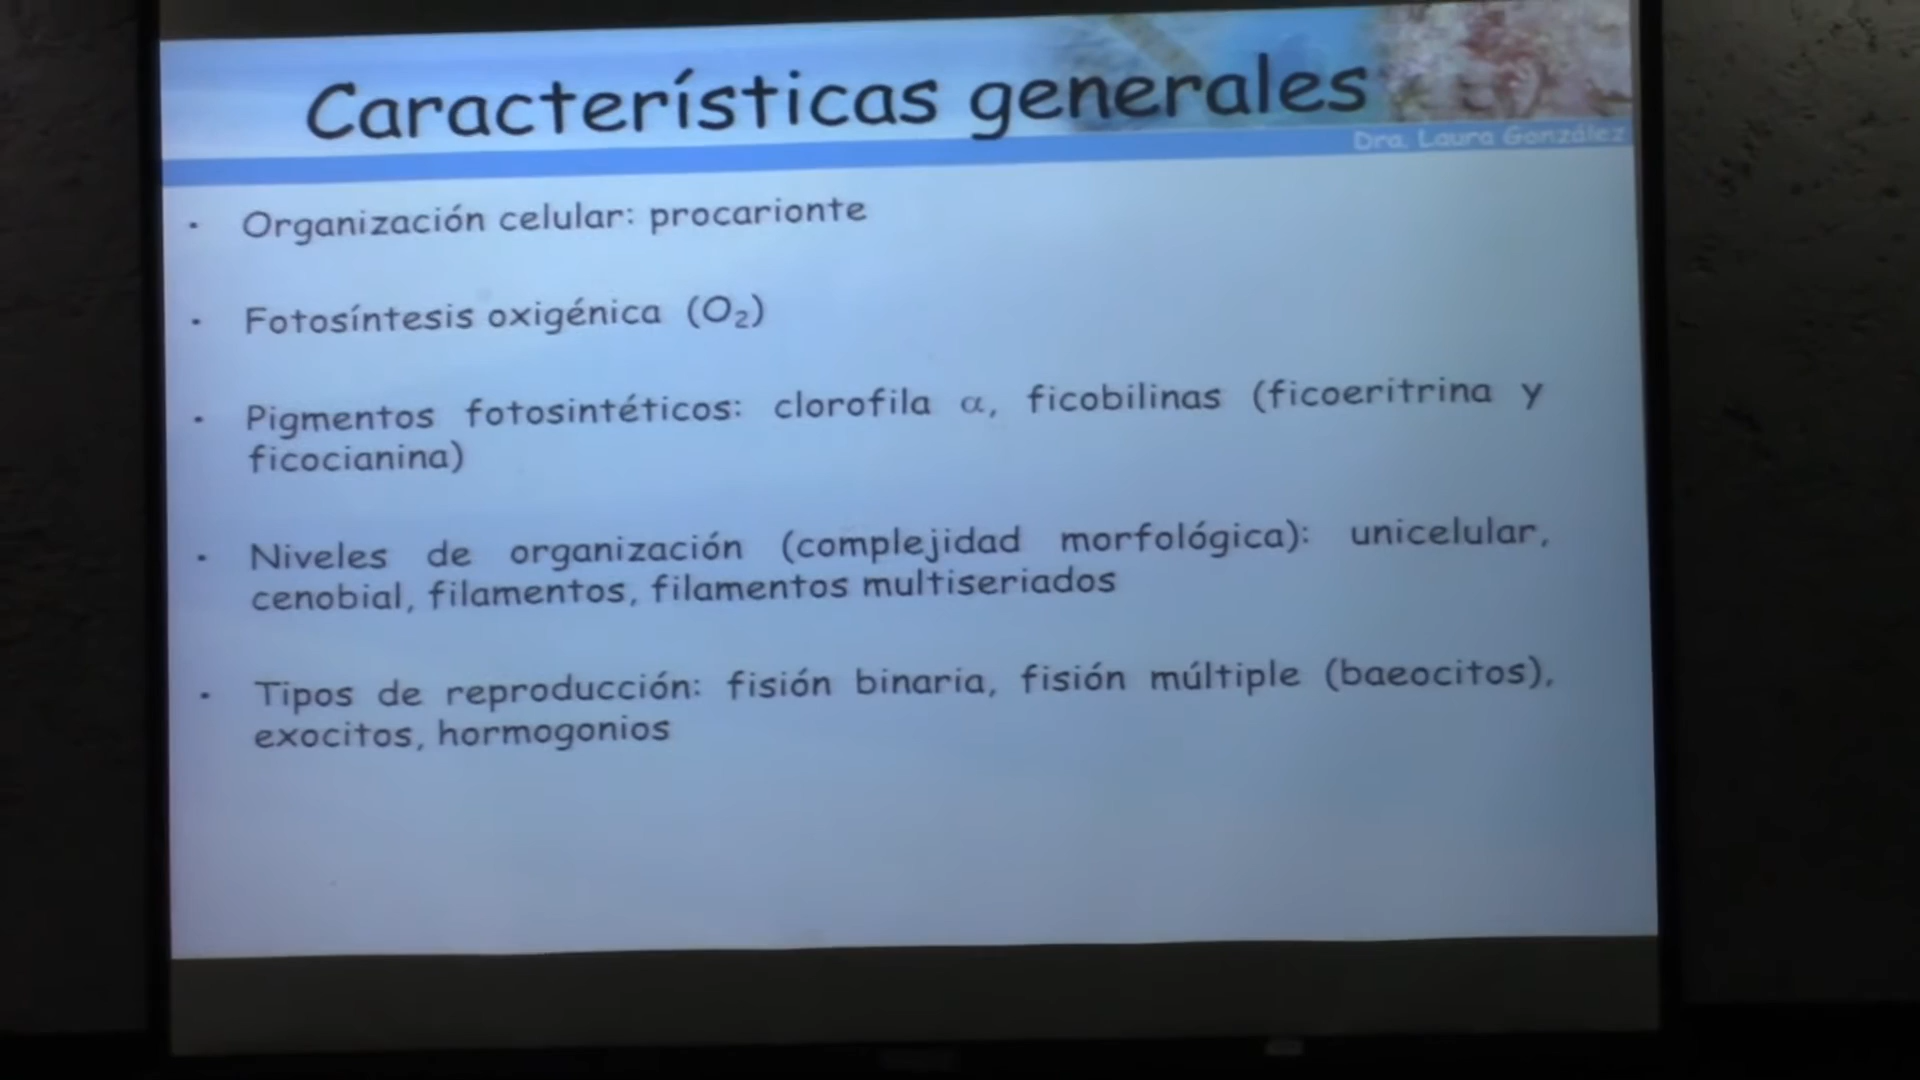 Características generales
Dra. Laura González
· Organización celular: procarionte
· Fotosíntesis oxigénica (O₂)
· Pigmentos fotosintéticos: clorofila α, ficobilinas (ficoeritrina y
ficocianina)
· Niveles de organización (complejidad morfológica): unicelular,
cenobial, filamentos, filamentos multiseriados
· Tipos de reproducción: fisión binaria, fisión múltiple (baeocitos),
exocitos, hormogonios